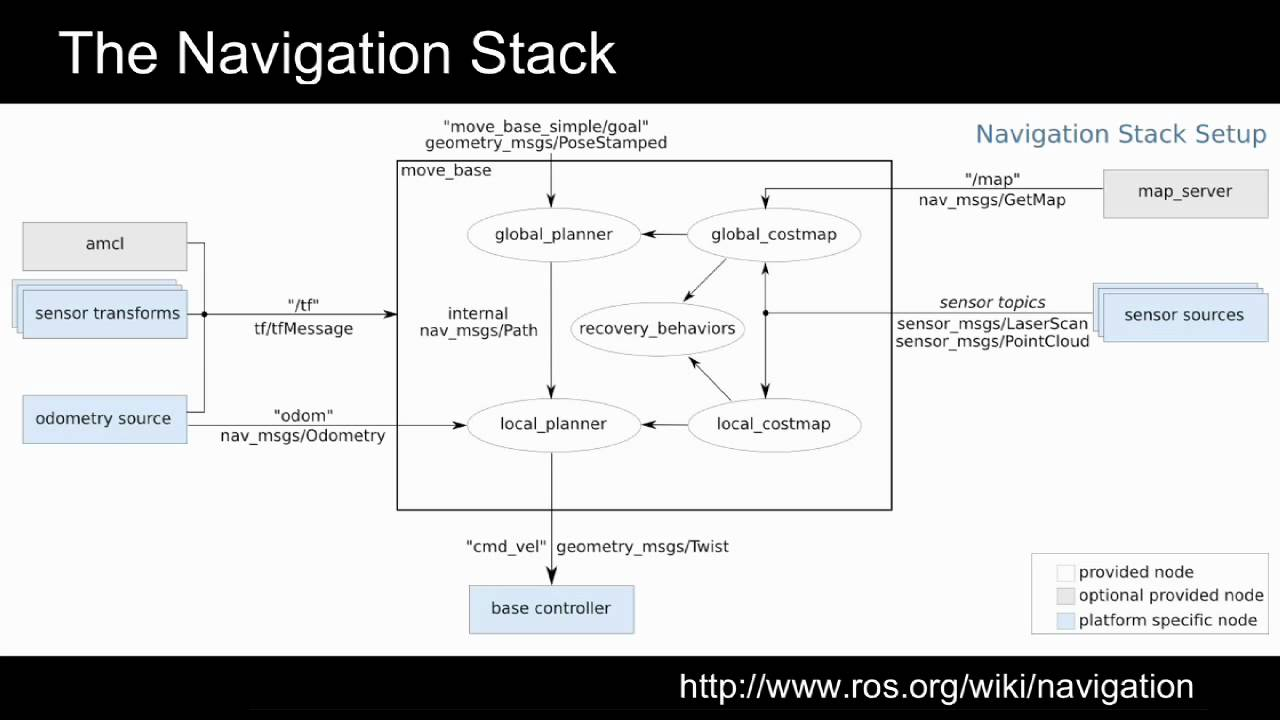 The Navigation Stack
"move_base_simple/goal"
geometry_msgs/PoseStamped
Navigation Stack Setup
move_base
"/map"
nav_msgs/GetMap
map_server
amcl
global_planner
global_costmap
sensor transforms
"/tf"
tf/tfMessage
internal
nav_msgs/Path
recovery_behaviors
sensor topics
sensor_msgs/LaserScan
sensor_msgs/PointCloud
sensor sources
odometry source
"odom"
nav_msgs/Odometry
local_planner
local_costmap
"cmd_vel" geometry_msgs/Twist
base controller
provided node
optional provided node
platform specific node
http://www.ros.org/wiki/navigation